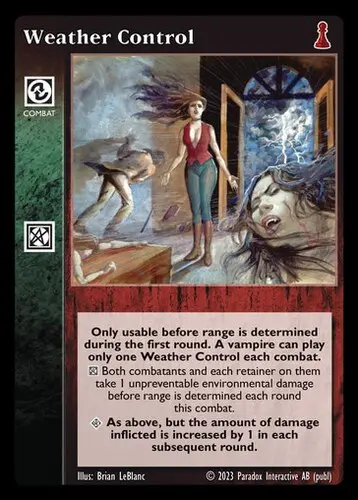 Weather Control
COMBAT
Only usable before range is determined
during the first round. A vampire can play
only one Weather Control each combat.
Both combatants and each retainer on them
take 1 unpreventable environmental damage
before range is determined each round
this combat.
As above, but the amount of damage
inflicted is increased by 1 in each
subsequent round.
Illus: Brian LeBlanc © 2023 Paradox Interactive AB (publ)